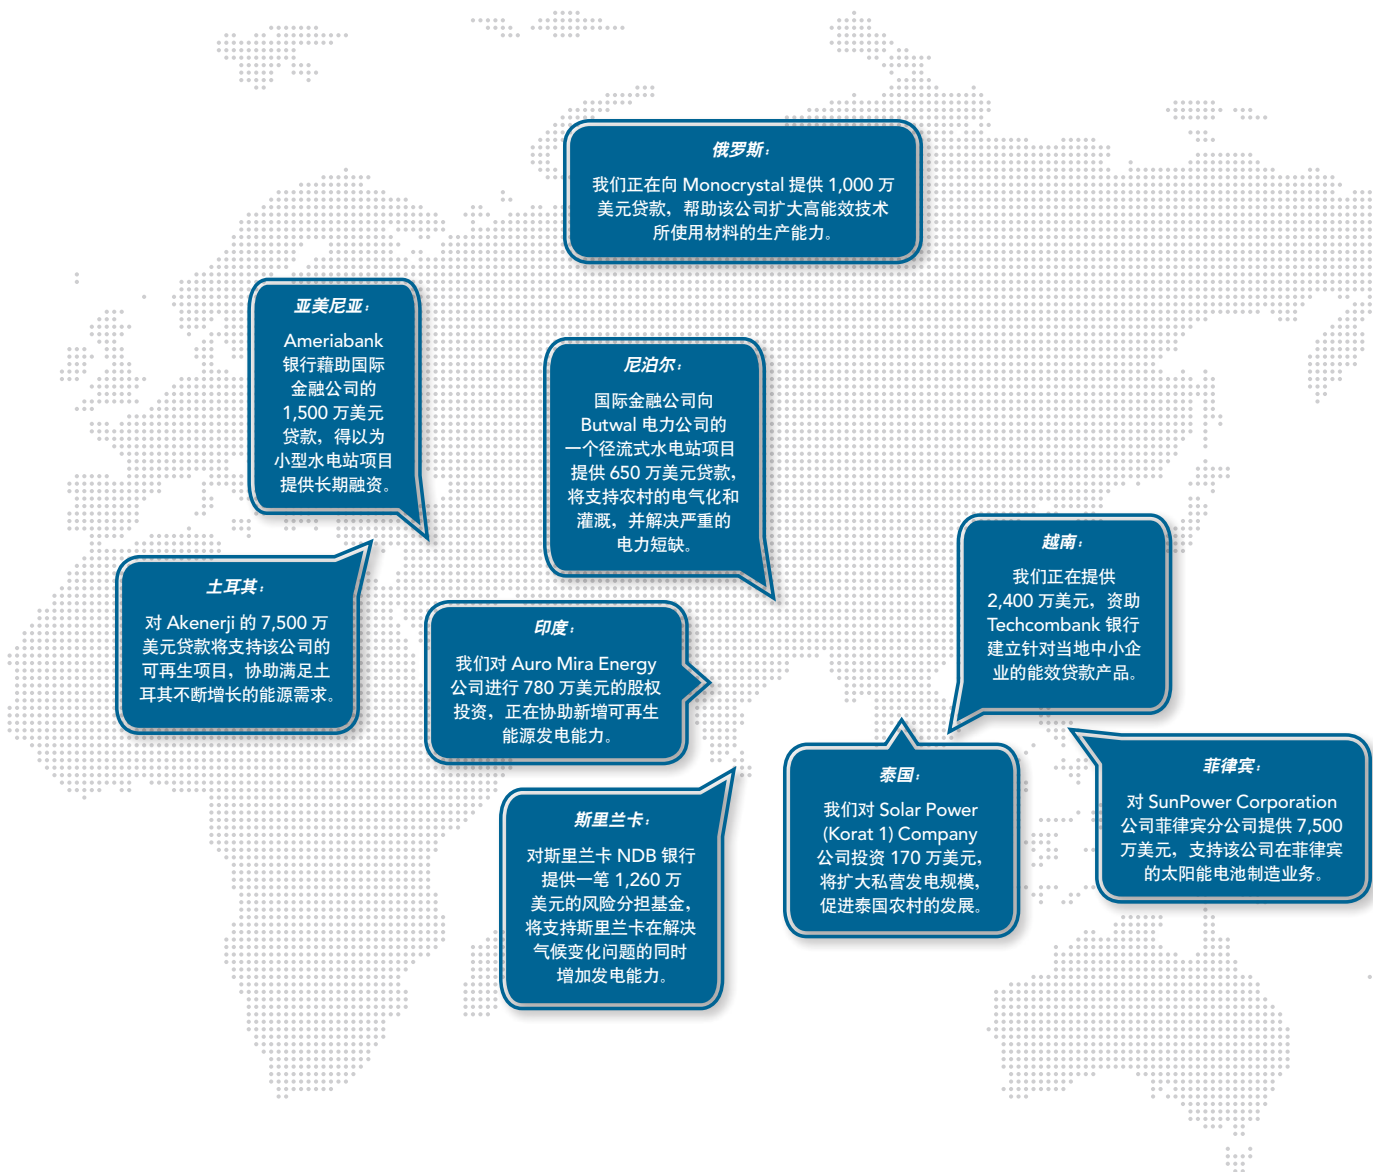 俄罗斯：
我们正在向 Monocrystal 提供 1,000 万
美元贷款，帮助该公司扩大高能效技术
所使用材料的生产能力。
亚美尼亚：
Ameriabank
银行藉助国际
金融公司的
1,500 万美元
贷款，得以为
小型水电站项目
提供长期融资。
尼泊尔：
国际金融公司向
Butwal 电力公司的
一个径流式水电站项目
提供 650 万美元贷款，
将支持农村的电气化和
灌溉，并解决严重的
电力短缺。
越南：
我们正在提供
2,400 万美元，资助
Techcombank 银行
建立针对当地中小企
业的能效贷款产品。
土耳其：
对 Akenerji 的 7,500 万
美元贷款将支持该公司的
可再生项目，协助满足土
耳其不断增长的能源需求。
印度：
我们对 Auro Mira Energy
公司进行 780 万美元的股权
投资，正在协助新增可再生
能源发电能力。
泰国：
我们对 Solar Power
(Korat 1) Company
公司投资 170 万美元，
将扩大私营发电规模，
促进泰国农村的发展。
菲律宾：
对 SunPower Corporation
公司菲律宾分公司提供 7,500
万美元，支持该公司在菲律宾
的太阳能电池制造业务。
斯里兰卡：
对斯里兰卡 NDB 银行
提供一笔 1,260 万
美元的风险分担基金，
将支持斯里兰卡在解决
气候变化问题的同时
增加发电能力。